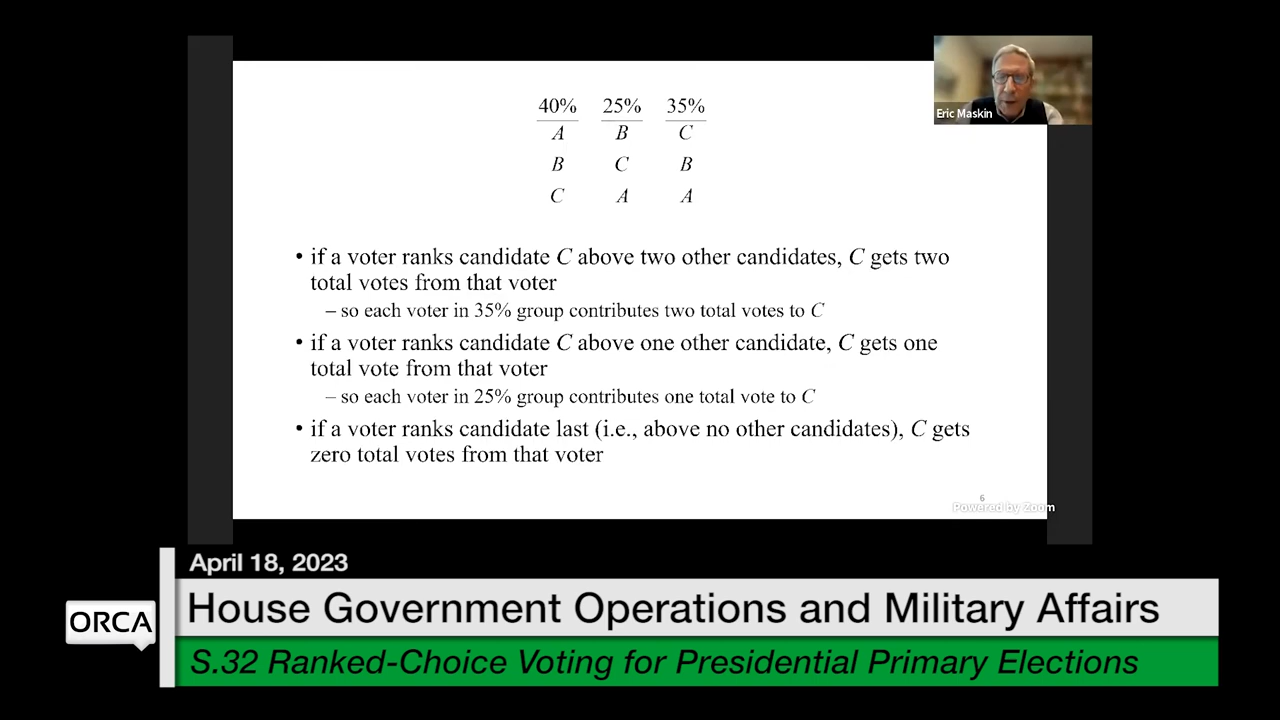 40% 25% 35%
A B C
B C B
C A A
• if a voter ranks candidate C above two other candidates, C gets two
total votes from that voter
– so each voter in 35% group contributes two total votes to C
• if a voter ranks candidate C above one other candidate, C gets one
total vote from that voter
– so each voter in 25% group contributes one total vote to C
• if a voter ranks candidate last (i.e., above no other candidates), C gets
zero total votes from that voter
6
Powered by Zoom
Eric Maskin
April 18, 2023
ORCA
House Government Operations and Military Affairs
S.32 Ranked-Choice Voting for Presidential Primary Elections